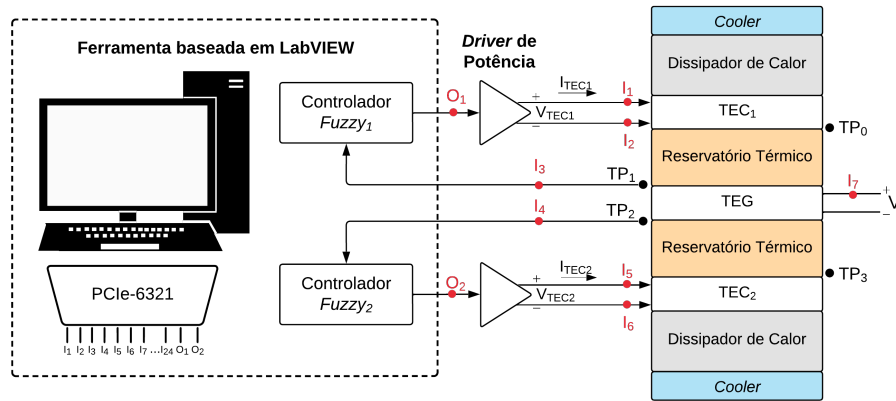 Ferramenta baseada em LabVIEW
PCIe-6321
I1 I2 I3 I4 I5 I6 I7 ...I24 O1 O2
Controlador
Fuzzy1
Controlador
Fuzzy2
Driver de
Potência
O1
O2
+
ITEC1
VTEC1
−
I1
I2
I3
TP1
I4
TP2
+
ITEC2
VTEC2
−
I5
I6
Cooler
Dissipador de Calor
TEC1
Reservatório Térmico
TEG
Reservatório Térmico
TEC2
Dissipador de Calor
Cooler
TP0
I7
+
V
−
TP3